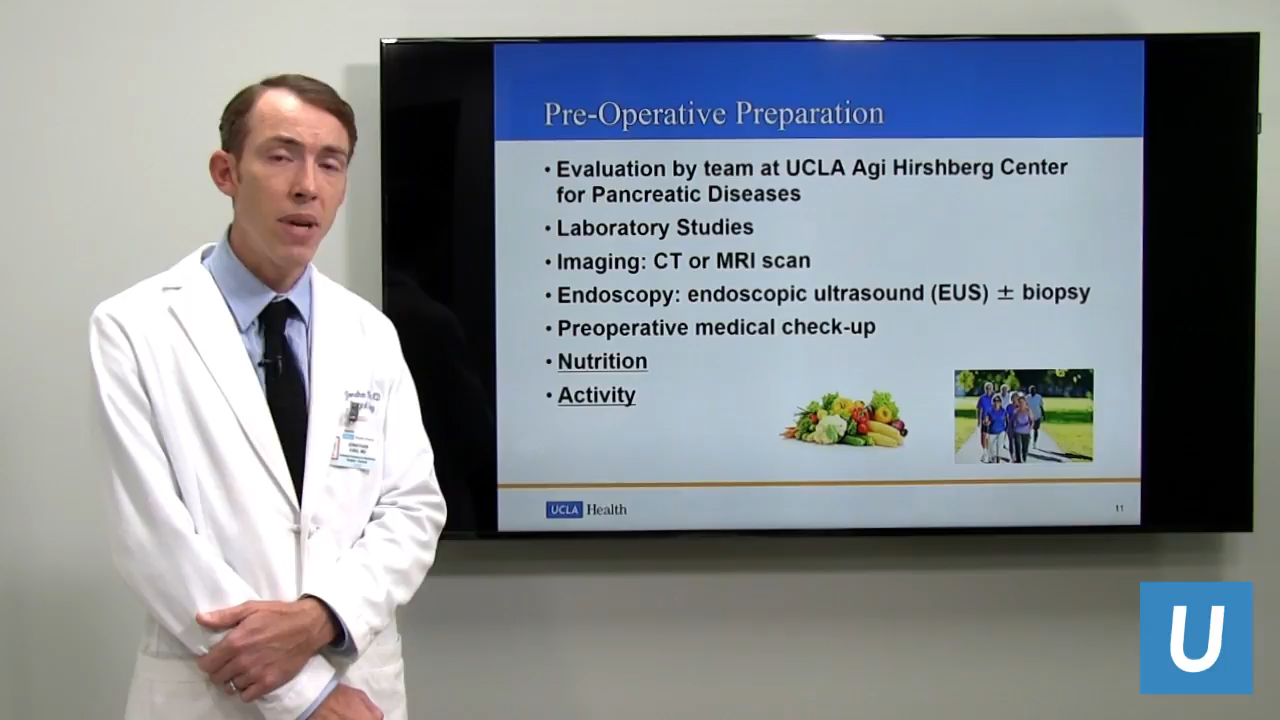 Pre-Operative Preparation
• Evaluation by team at UCLA Agi Hirshberg Center
for Pancreatic Diseases
• Laboratory Studies
• Imaging: CT or MRI scan
• Endoscopy: endoscopic ultrasound (EUS) ± biopsy
• Preoperative medical check-up
• Nutrition
• Activity
UCLA Health
11
U
JONATHAN